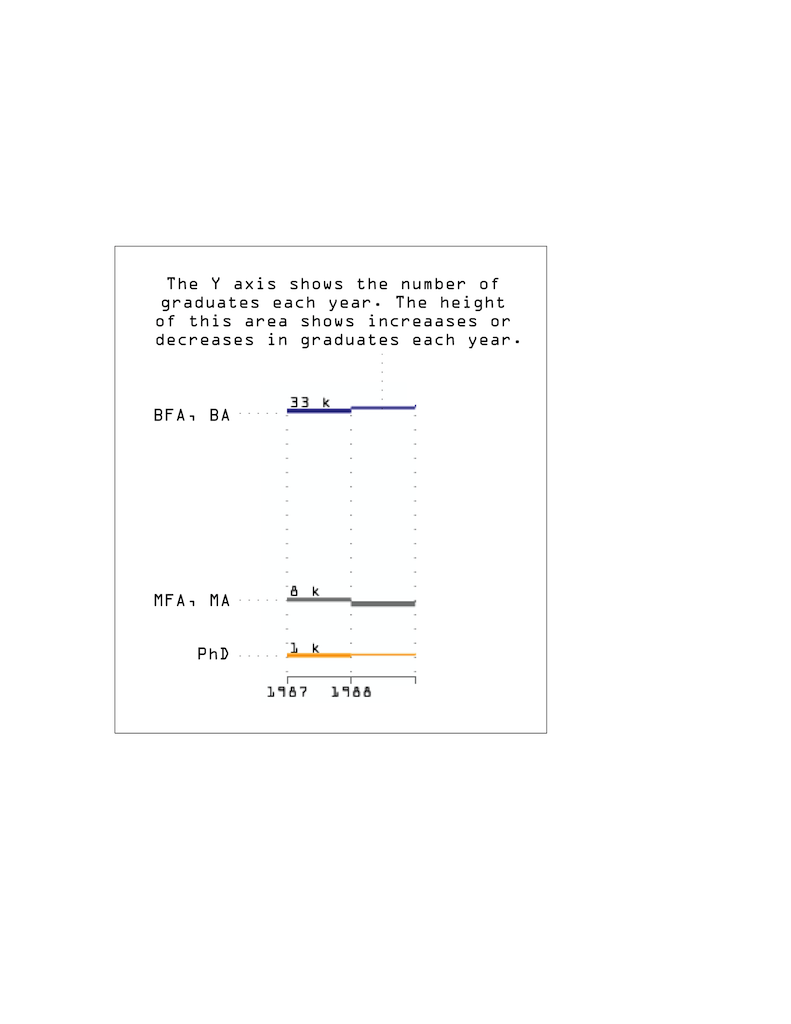 The Y axis shows the number of
graduates each year. The height
of this area shows increaases or
decreases in graduates each year.
33 k
BFA, BA
8 k
MFA, MA
1 k
PhD
1987 1988